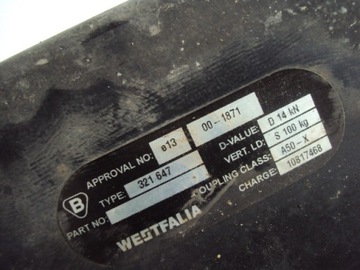 APPROVAL NO: e13 00-1871
TYPE: 321 647
PART NO.
D-VALUE: D 14 kN
VERT. LD: S 100 kg
COUPLING CLASS: A50-X
CHARGE: 10817468
B
WESTFALIA